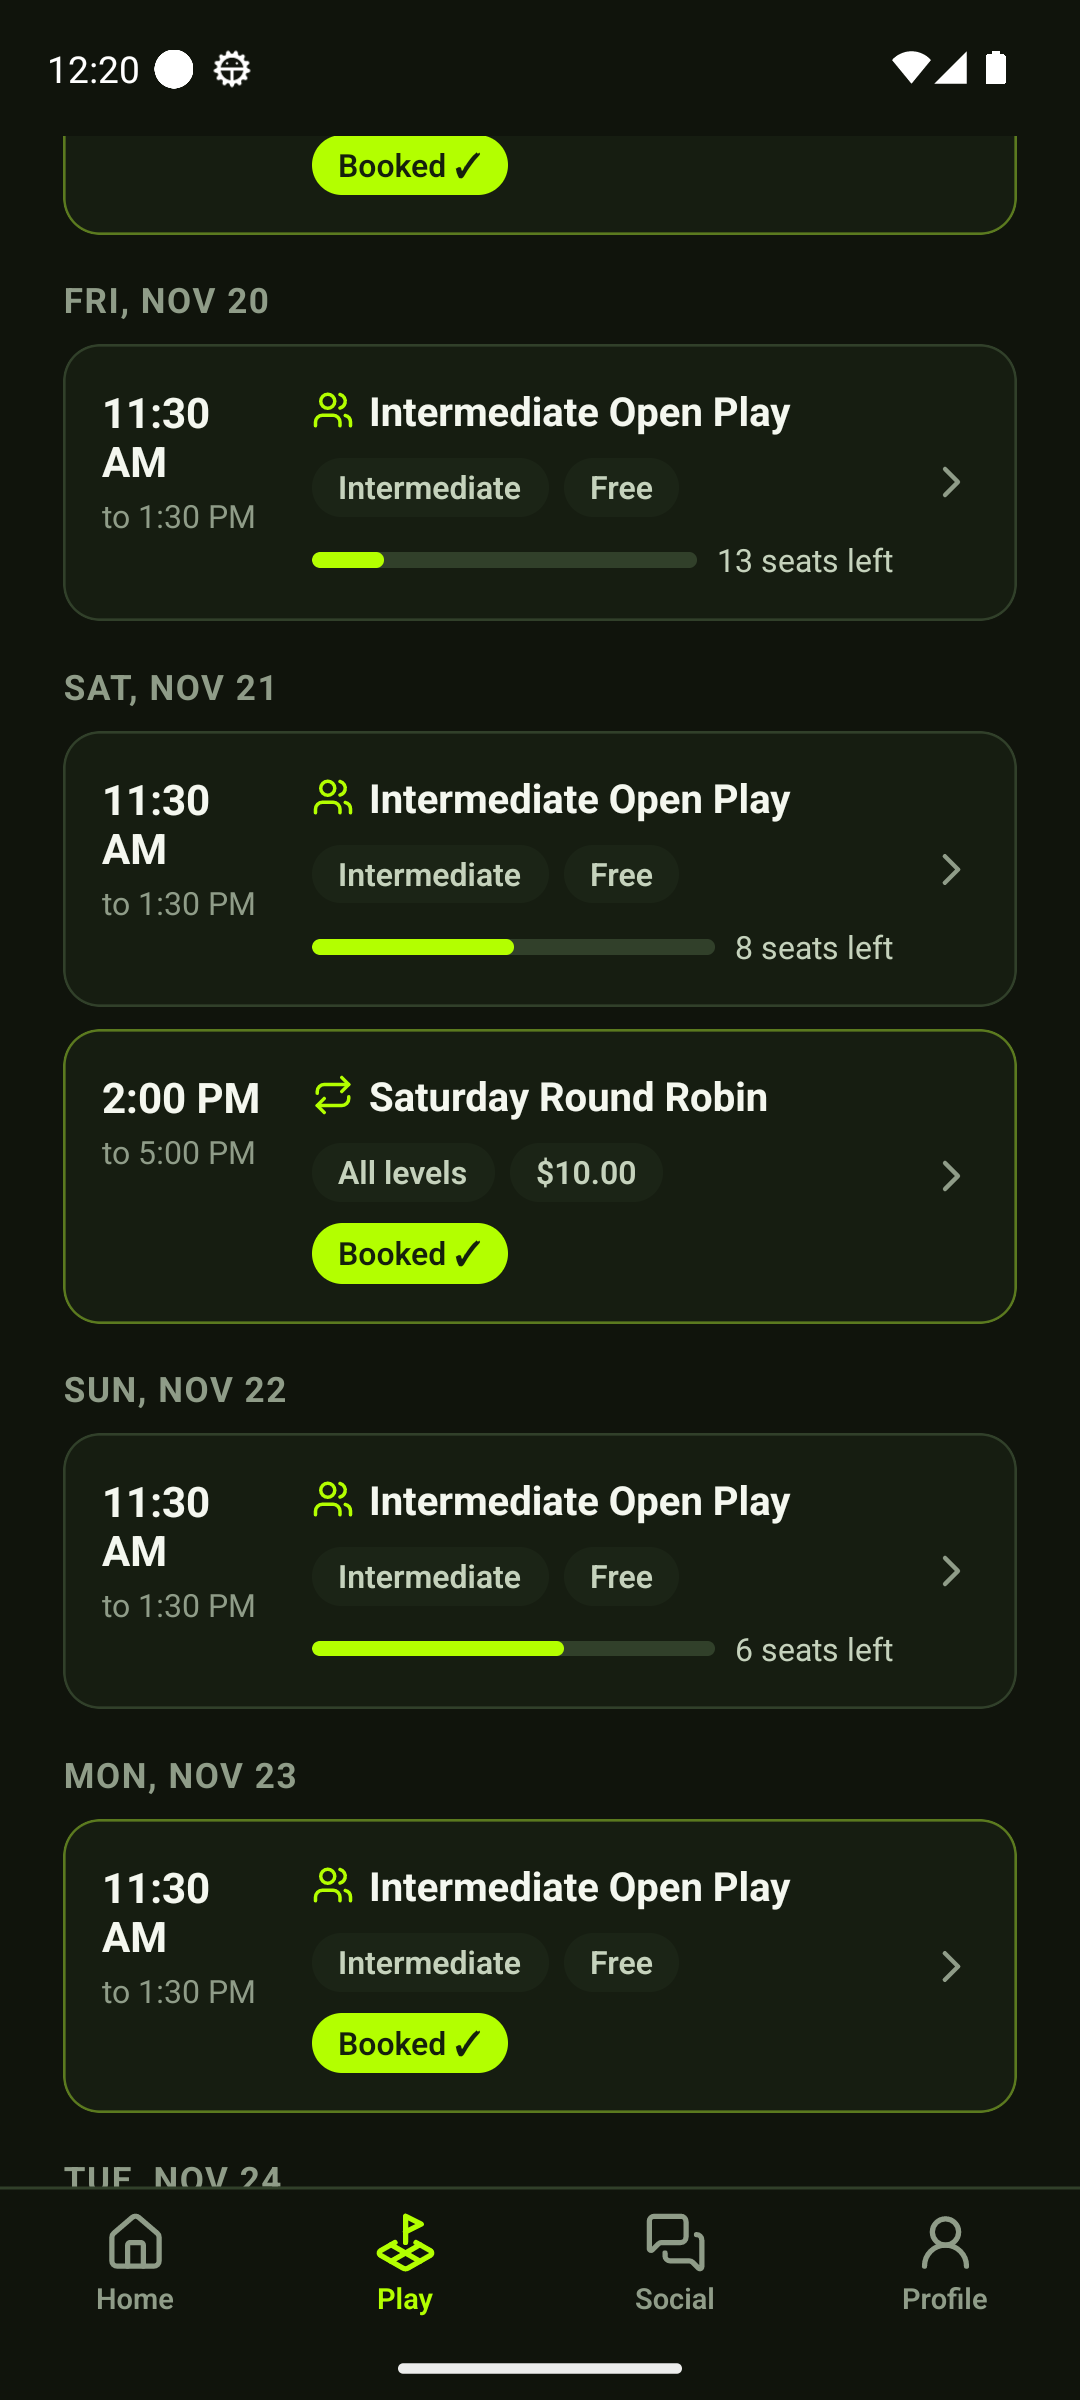 12:20
Booked ✓
FRI, NOV 20
11:30
AM
to 1:30 PM
Intermediate Open Play
Intermediate
Free
13 seats left
SAT, NOV 21
11:30
AM
to 1:30 PM
Intermediate Open Play
Intermediate
Free
8 seats left
2:00 PM
to 5:00 PM
Saturday Round Robin
All levels
$10.00
Booked ✓
SUN, NOV 22
11:30
AM
to 1:30 PM
Intermediate Open Play
Intermediate
Free
6 seats left
MON, NOV 23
11:30
AM
to 1:30 PM
Intermediate Open Play
Intermediate
Free
Booked ✓
TUE, NOV 24
Home
Play
Social
Profile